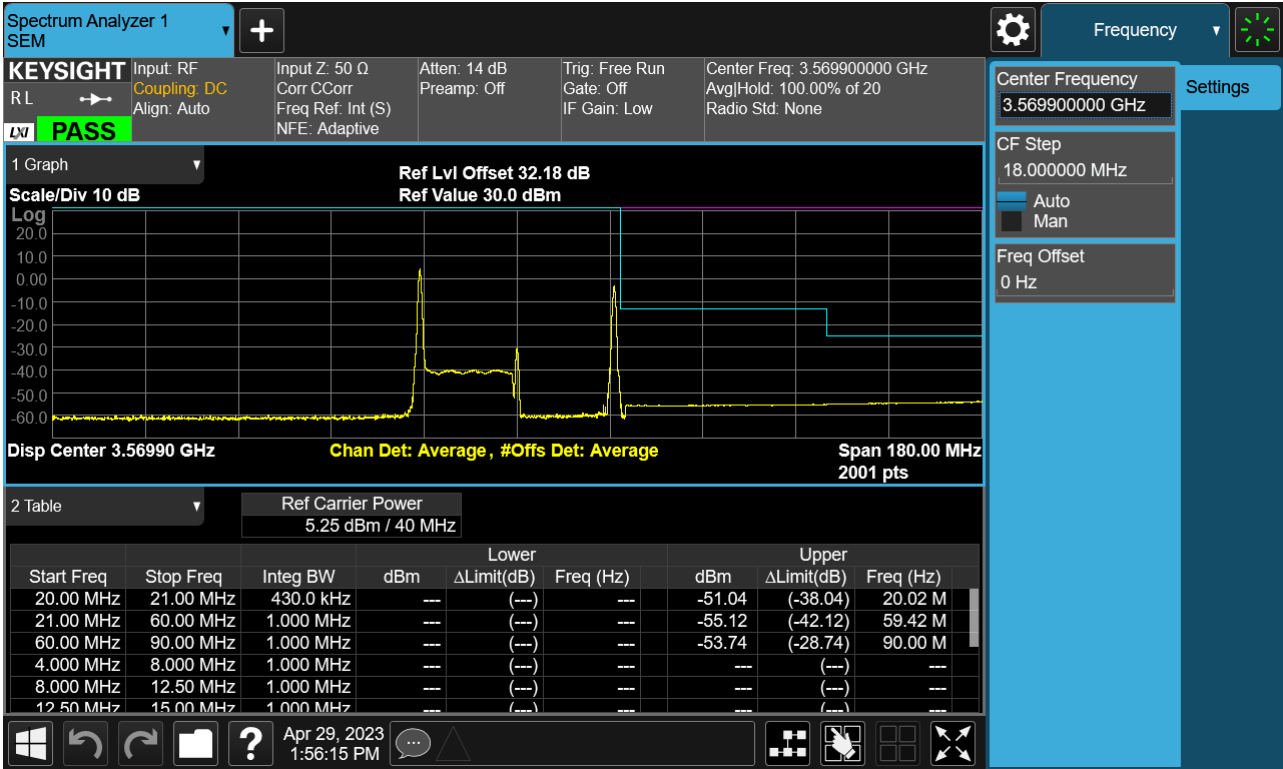 Spectrum Analyzer 1
SEM
Frequency
KEYSIGHT
R L
LXI
PASS
Input: RF
Coupling: DC
Align: Auto
Input Z: 50 Ω
Corr CCorr
Freq Ref: Int (S)
NFE: Adaptive
Atten: 14 dB
Preamp: Off
Trig: Free Run
Gate: Off
IF Gain: Low
Center Freq: 3.569900000 GHz
Avg|Hold: 100.00% of 20
Radio Std: None
Center Frequency
3.569900000 GHz
Settings
CF Step
18.000000 MHz
Auto
Man
Freq Offset
0 Hz
1 Graph
Scale/Div 10 dB
Ref Lvl Offset 32.18 dB
Ref Value 30.0 dBm
Log
20.0
10.0
0.00
-10.0
-20.0
-30.0
-40.0
-50.0
-60.0
Disp Center 3.56990 GHz
Chan Det: Average , #Offs Det: Average
Span 180.00 MHz
2001 pts
2 Table
Ref Carrier Power
5.25 dBm / 40 MHz
Lower Upper
Start Freq Stop Freq Integ BW dBm ΔLimit(dB) Freq (Hz) dBm ΔLimit(dB) Freq (Hz)
20.00 MHz 21.00 MHz 430.0 kHz --- (---) --- -51.04 (-38.04) 20.02 M
21.00 MHz 60.00 MHz 1.000 MHz --- (---) --- -55.12 (-42.12) 59.42 M
60.00 MHz 90.00 MHz 1.000 MHz --- (---) --- -53.74 (-28.74) 90.00 M
4.000 MHz 8.000 MHz 1.000 MHz --- (---) --- --- (---) ---
8.000 MHz 12.50 MHz 1.000 MHz --- (---) --- --- (---) ---
12.50 MHz 15.00 MHz 1.000 MHz --- (---) --- --- (---) ---
?
Apr 29, 2023
1:56:15 PM